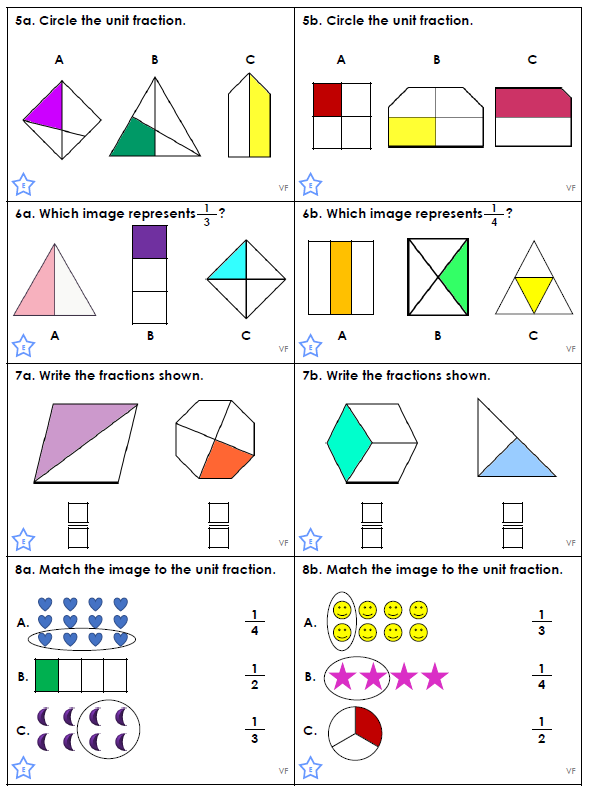 5a. Circle the unit fraction.
A B C
E VF
5b. Circle the unit fraction.
A B C
E VF
6a. Which image represents 1/3 ?
A B C
E VF
6b. Which image represents 1/4 ?
A B C
E VF
7a. Write the fractions shown.
E VF
7b. Write the fractions shown.
E VF
8a. Match the image to the unit fraction.
A. 1/4
B. 1/2
C. 1/3
E VF
8b. Match the image to the unit fraction.
A. 1/3
B. 1/4
C. 1/2
E VF